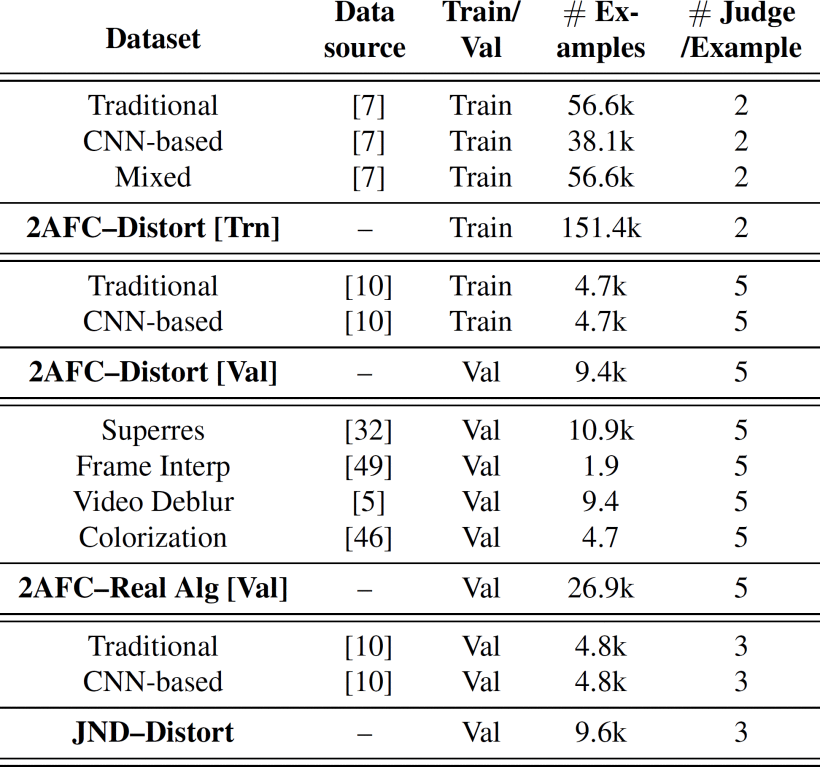 Dataset Data source Train/Val # Ex-amples # Judge/Example
Traditional [7] Train 56.6k 2
CNN-based [7] Train 38.1k 2
Mixed [7] Train 56.6k 2
2AFC–Distort [Trn] – Train 151.4k 2
Traditional [10] Train 4.7k 5
CNN-based [10] Train 4.7k 5
2AFC–Distort [Val] – Val 9.4k 5
Superres [32] Val 10.9k 5
Frame Interp [49] Val 1.9 5
Video Deblur [5] Val 9.4 5
Colorization [46] Val 4.7 5
2AFC–Real Alg [Val] – Val 26.9k 5
Traditional [10] Val 4.8k 3
CNN-based [10] Val 4.8k 3
JND–Distort – Val 9.6k 3